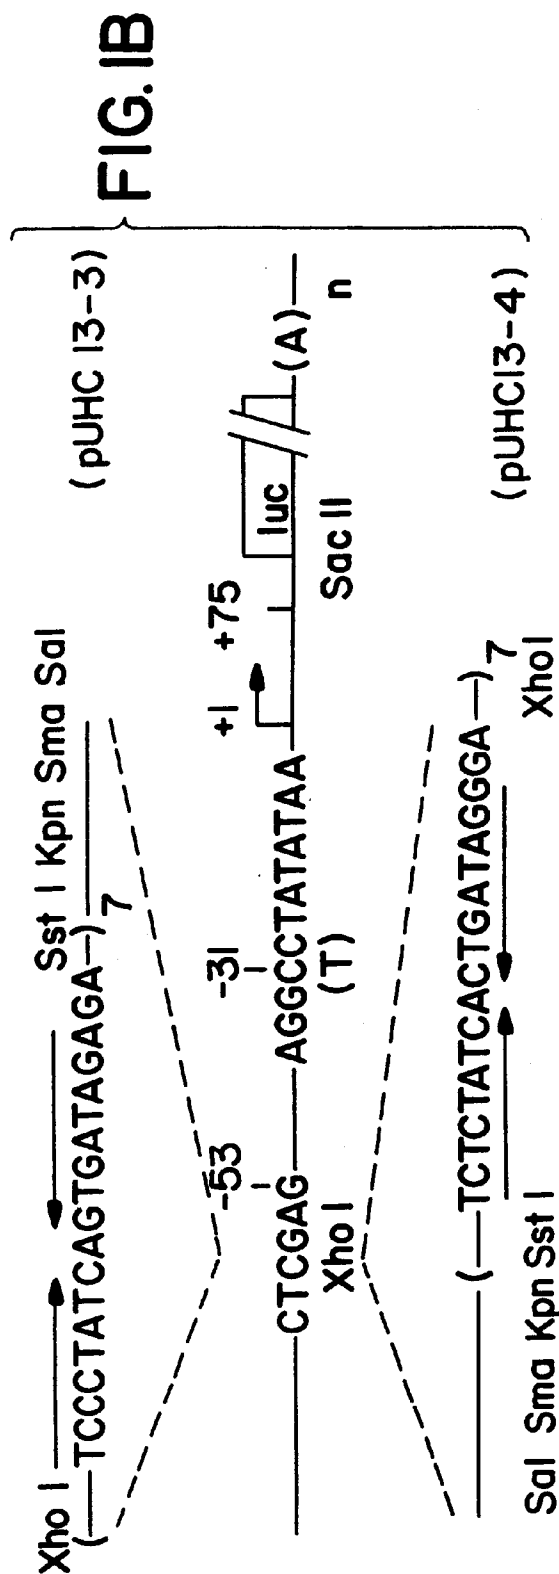 FIG. 1B
Xho I
Sst I Kpn Sma Sal
(— TCCCTATCAGTGATAGAGA —)7
(pUHC 13-3)
-53
-31
+1
+75
CTCGAG
AGGCCTATATAA
luc
(A)n
Xho I
(T)
Sac II
(— TCTCTATCACTGATAGGGA —)7
(pUHC13-4)
Sal Sma Kpn Sst I
Xho I